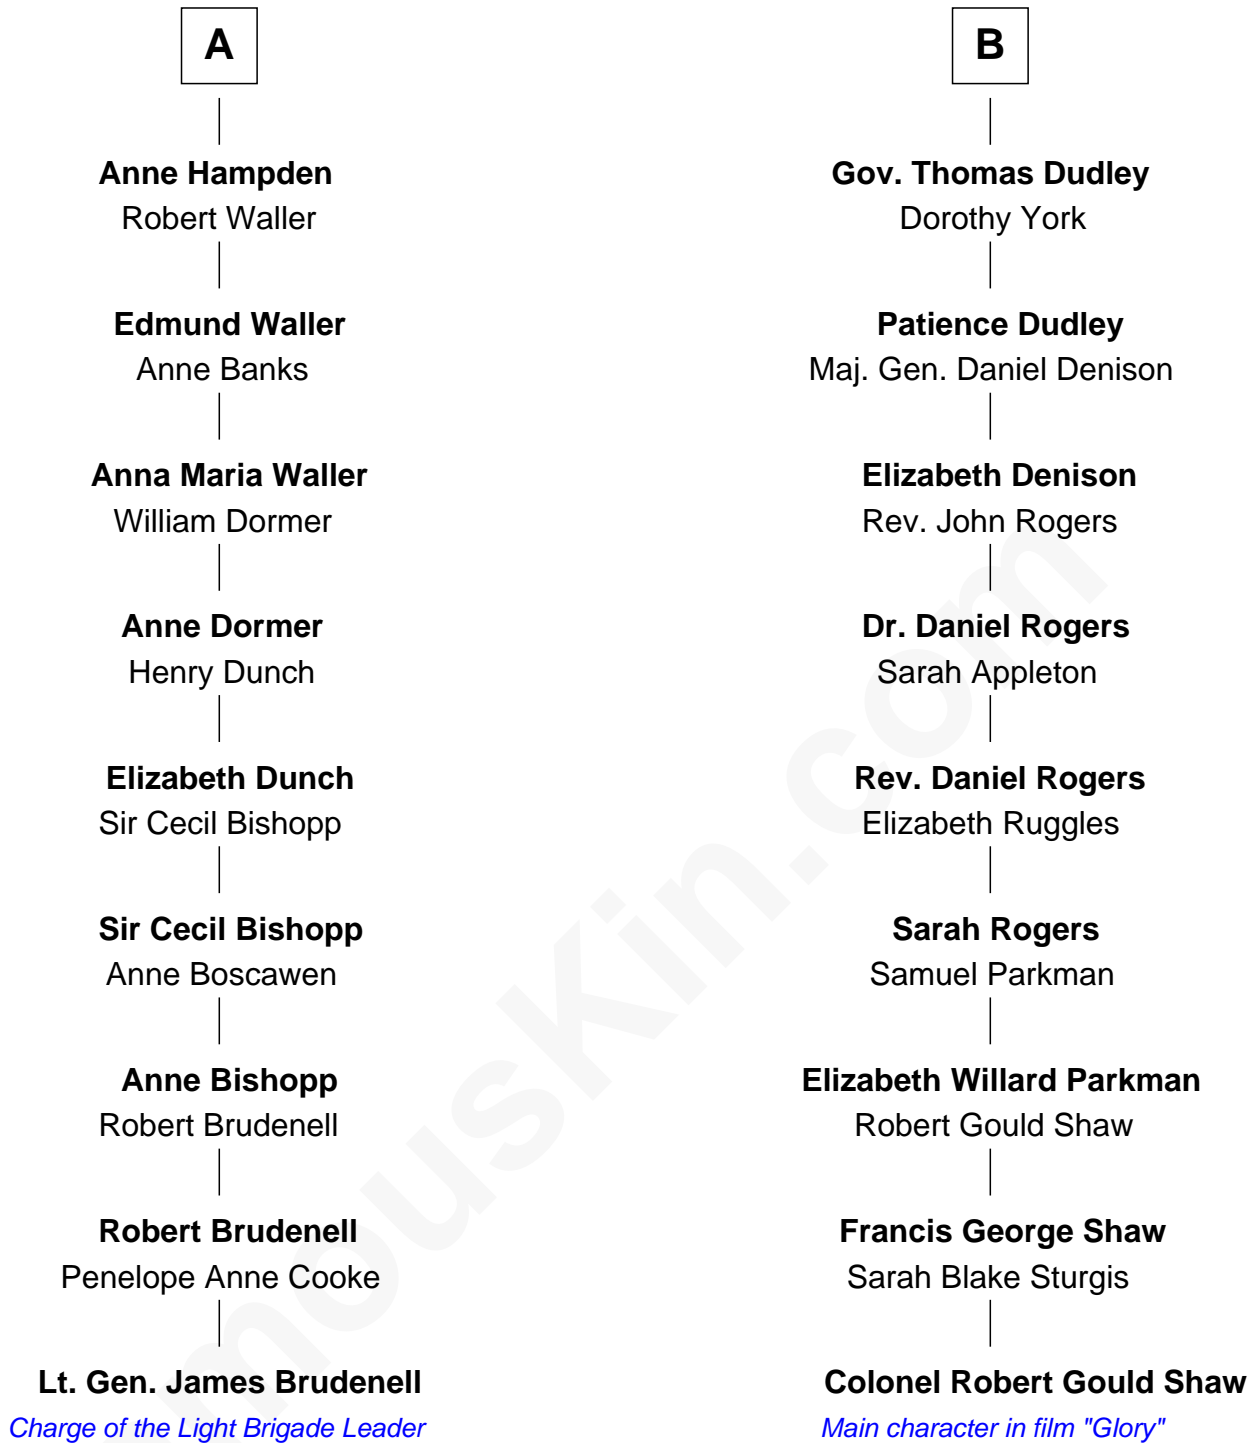 A
Anne Hampden
Robert Waller
Edmund Waller
Anne Banks
Anna Maria Waller
William Dormer
Anne Dormer
Henry Dunch
Elizabeth Dunch
Sir Cecil Bishopp
Sir Cecil Bishopp
Anne Boscawen
Anne Bishopp
Robert Brudenell
Robert Brudenell
Penelope Anne Cooke
Lt. Gen. James Brudenell
Charge of the Light Brigade Leader
B
Gov. Thomas Dudley
Dorothy York
Patience Dudley
Maj. Gen. Daniel Denison
Elizabeth Denison
Rev. John Rogers
Dr. Daniel Rogers
Sarah Appleton
Rev. Daniel Rogers
Elizabeth Ruggles
Sarah Rogers
Samuel Parkman
Elizabeth Willard Parkman
Robert Gould Shaw
Francis George Shaw
Sarah Blake Sturgis
Colonel Robert Gould Shaw
Main character in film "Glory"
mousKin.com